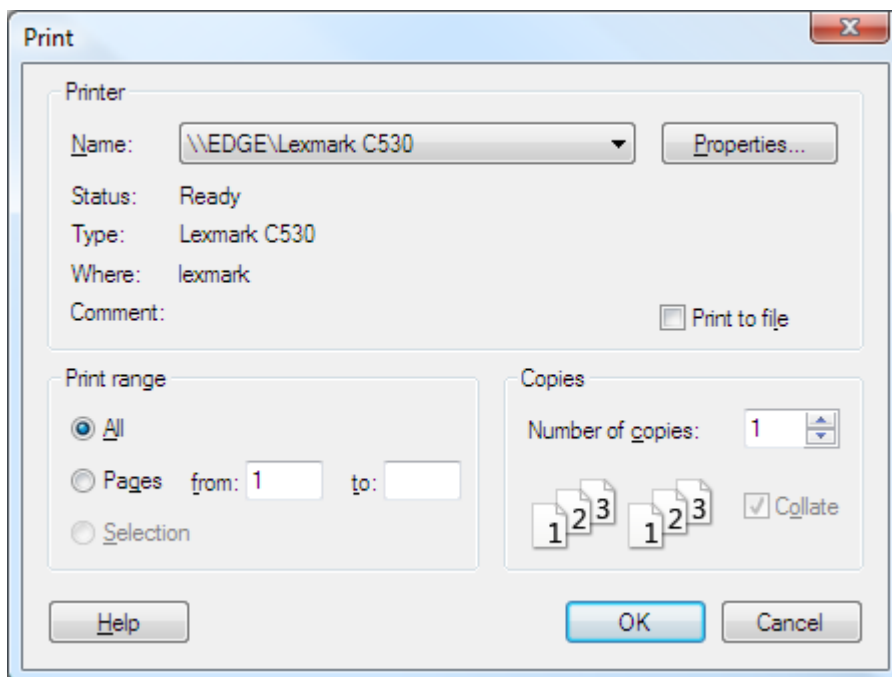 Print
Printer
Name: \\EDGE\Lexmark C530 Properties...
Status: Ready
Type: Lexmark C530
Where: lexmark
Comment: Print to file
Print range
All
Pages from: 1 to:
Selection
Copies
Number of copies: 1
1 2 3 1 2 3 Collate
Help OK Cancel